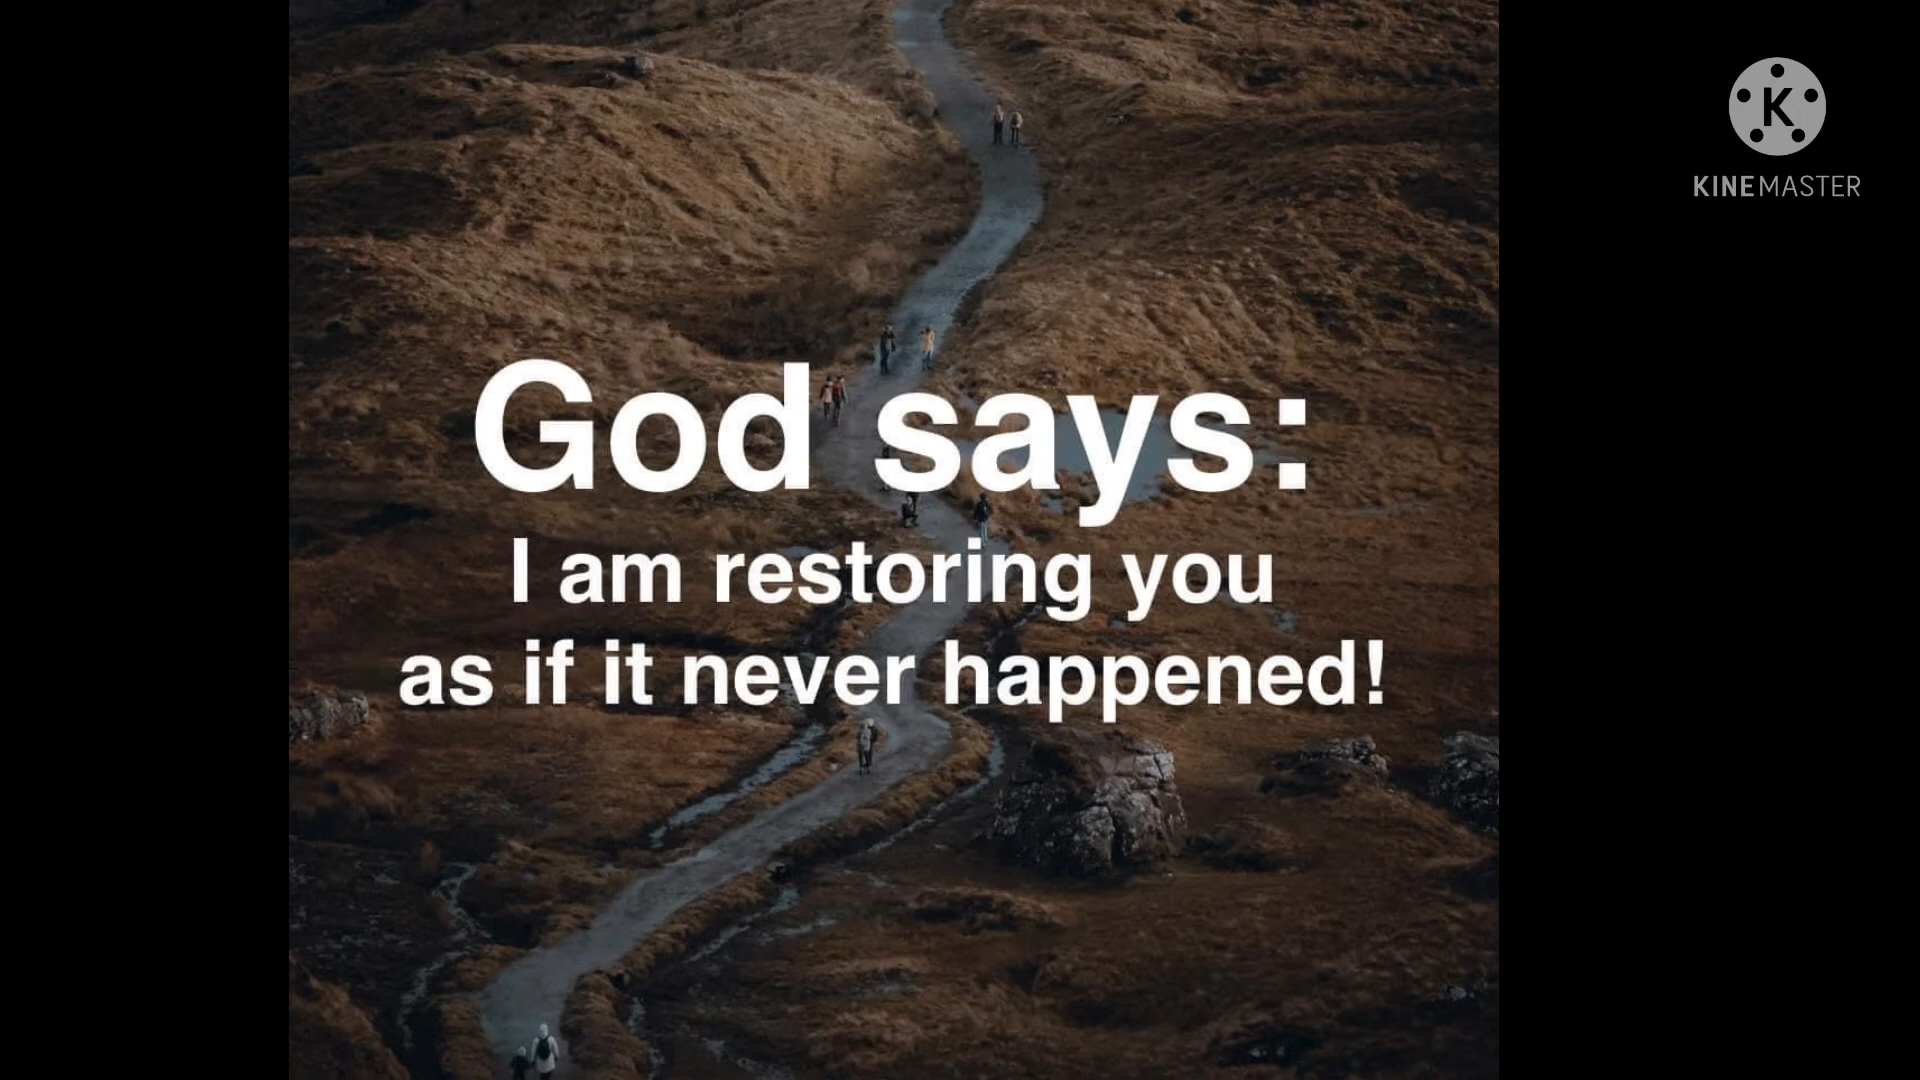 God says:
I am restoring you
as if it never happened!
K
KINEMASTER